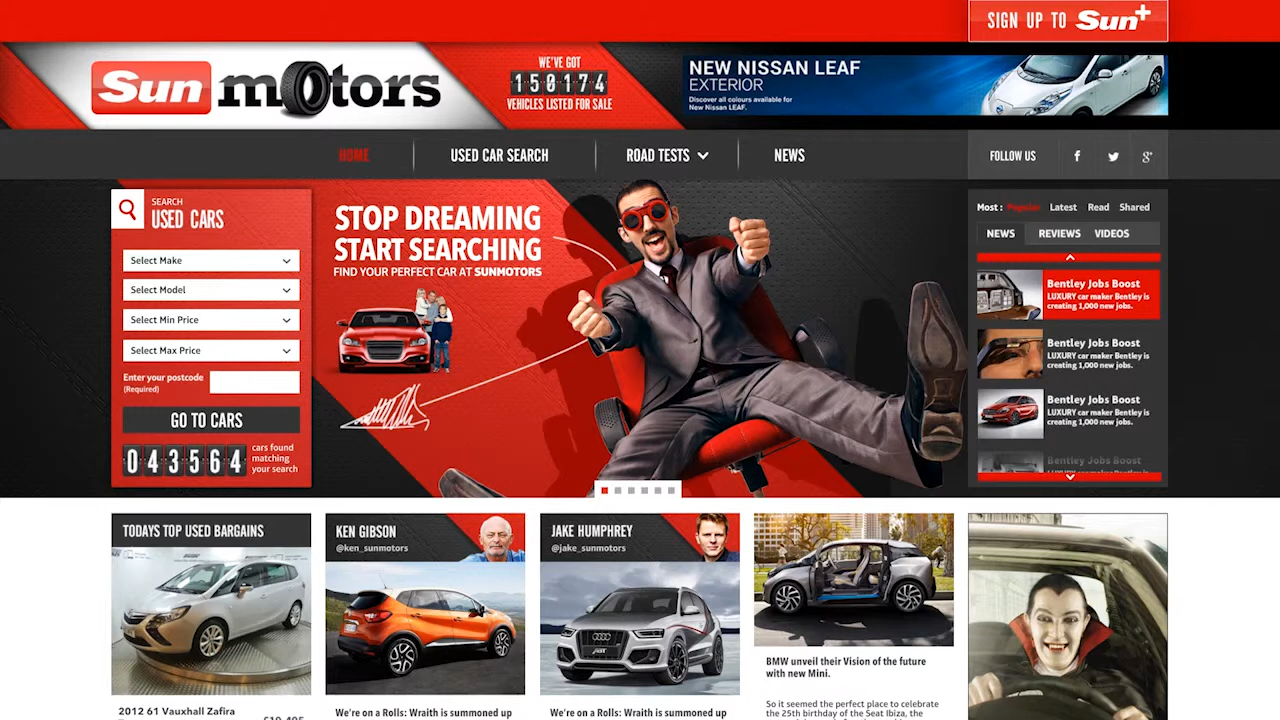 SIGN UP TO Sun+
Sun motors
WE'VE GOT
150174
VEHICLES LISTED FOR SALE
NEW NISSAN LEAF
EXTERIOR
Discover all colours available for
New Nissan LEAF.
HOME
USED CAR SEARCH
ROAD TESTS
NEWS
FOLLOW US
SEARCH
USED CARS
Select Make
Select Model
Select Min Price
Select Max Price
Enter your postcode
(Required)
GO TO CARS
043564
cars found
matching
your search
STOP DREAMING
START SEARCHING
FIND YOUR PERFECT CAR AT SUNMOTORS
Most : Popular Latest Read Shared
NEWS REVIEWS VIDEOS
Bentley Jobs Boost
LUXURY car maker Bentley is
creating 1,000 new jobs.
Bentley Jobs Boost
LUXURY car maker Bentley is
creating 1,000 new jobs.
Bentley Jobs Boost
LUXURY car maker Bentley is
creating 1,000 new jobs.
Bentley Jobs Boost
TODAYS TOP USED BARGAINS
2012 61 Vauxhall Zafira
KEN GIBSON
@ken_sunmotors
We're on a Rolls: Wraith is summoned up
JAKE HUMPHREY
@jake_sunmotors
We're on a Rolls: Wraith is summoned up
BMW unveil their Vision of the future
with new Mini.
So it seemed the perfect place to celebrate
the 25th birthday of the Seat Ibiza, the